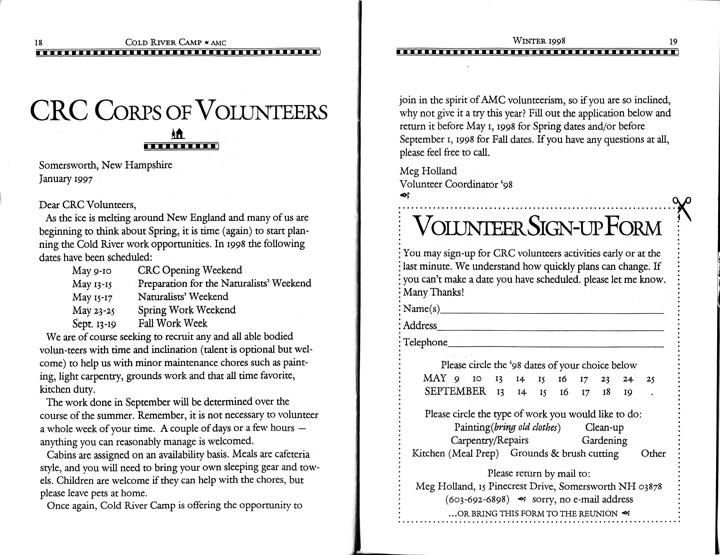 18 COLD RIVER CAMP ▪ AMC
CRC CORPS OF VOLUNTEERS
Somersworth, New Hampshire
January 1997
Dear CRC Volunteers,
As the ice is melting around New England and many of us are
beginning to think about Spring, it is time (again) to start plan-
ning the Cold River work opportunities. In 1998 the following
dates have been scheduled:
May 9-10 CRC Opening Weekend
May 13-15 Preparation for the Naturalists' Weekend
May 15-17 Naturalists' Weekend
May 23-25 Spring Work Weekend
Sept. 13-19 Fall Work Week
We are of course seeking to recruit any and all able bodied
volun-teers with time and inclination (talent is optional but wel-
come) to help us with minor maintenance chores such as paint-
ing, light carpentry, grounds work and that all time favorite,
kitchen duty.
The work done in September will be determined over the
course of the summer. Remember, it is not necessary to volunteer
a whole week of your time. A couple of days or a few hours —
anything you can reasonably manage is welcomed.
Cabins are assigned on an availability basis. Meals are cafeteria
style, and you will need to bring your own sleeping gear and tow-
els. Children are welcome if they can help with the chores, but
please leave pets at home.
Once again, Cold River Camp is offering the opportunity to
WINTER 1998 19
join in the spirit of AMC volunteerism, so if you are so inclined,
why not give it a try this year? Fill out the application below and
return it before May 1, 1998 for Spring dates and/or before
September 1, 1998 for Fall dates. If you have any questions at all,
please feel free to call.
Meg Holland
Volunteer Coordinator '98
VOLUNTEER SIGN-UP FORM
You may sign-up for CRC volunteers activities early or at the
last minute. We understand how quickly plans can change. If
you can't make a date you have scheduled. please let me know.
Many Thanks!
Name(s)
Address
Telephone
Please circle the '98 dates of your choice below
MAY 9 10 13 14 15 16 17 23 24 25
SEPTEMBER 13 14 15 16 17 18 19 .
Please circle the type of work you would like to do:
Painting(bring old clothes) Clean-up
Carpentry/Repairs Gardening
Kitchen (Meal Prep) Grounds & brush cutting Other
Please return by mail to:
Meg Holland, 15 Pinecrest Drive, Somersworth NH 03878
(603-692-6898) sorry, no e-mail address
...OR BRING THIS FORM TO THE REUNION